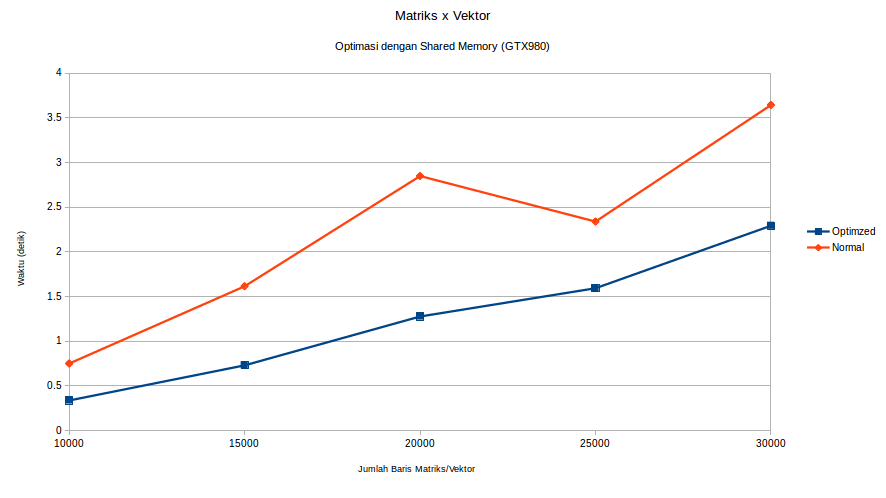 Matriks x Vektor
Optimasi dengan Shared Memory (GTX980)
4
3.5
3
2.5
2
1.5
1
0.5
0
Waktu (detik)
10000 15000 20000 25000 30000
Jumlah Baris Matriks/Vektor
Optimzed
Normal